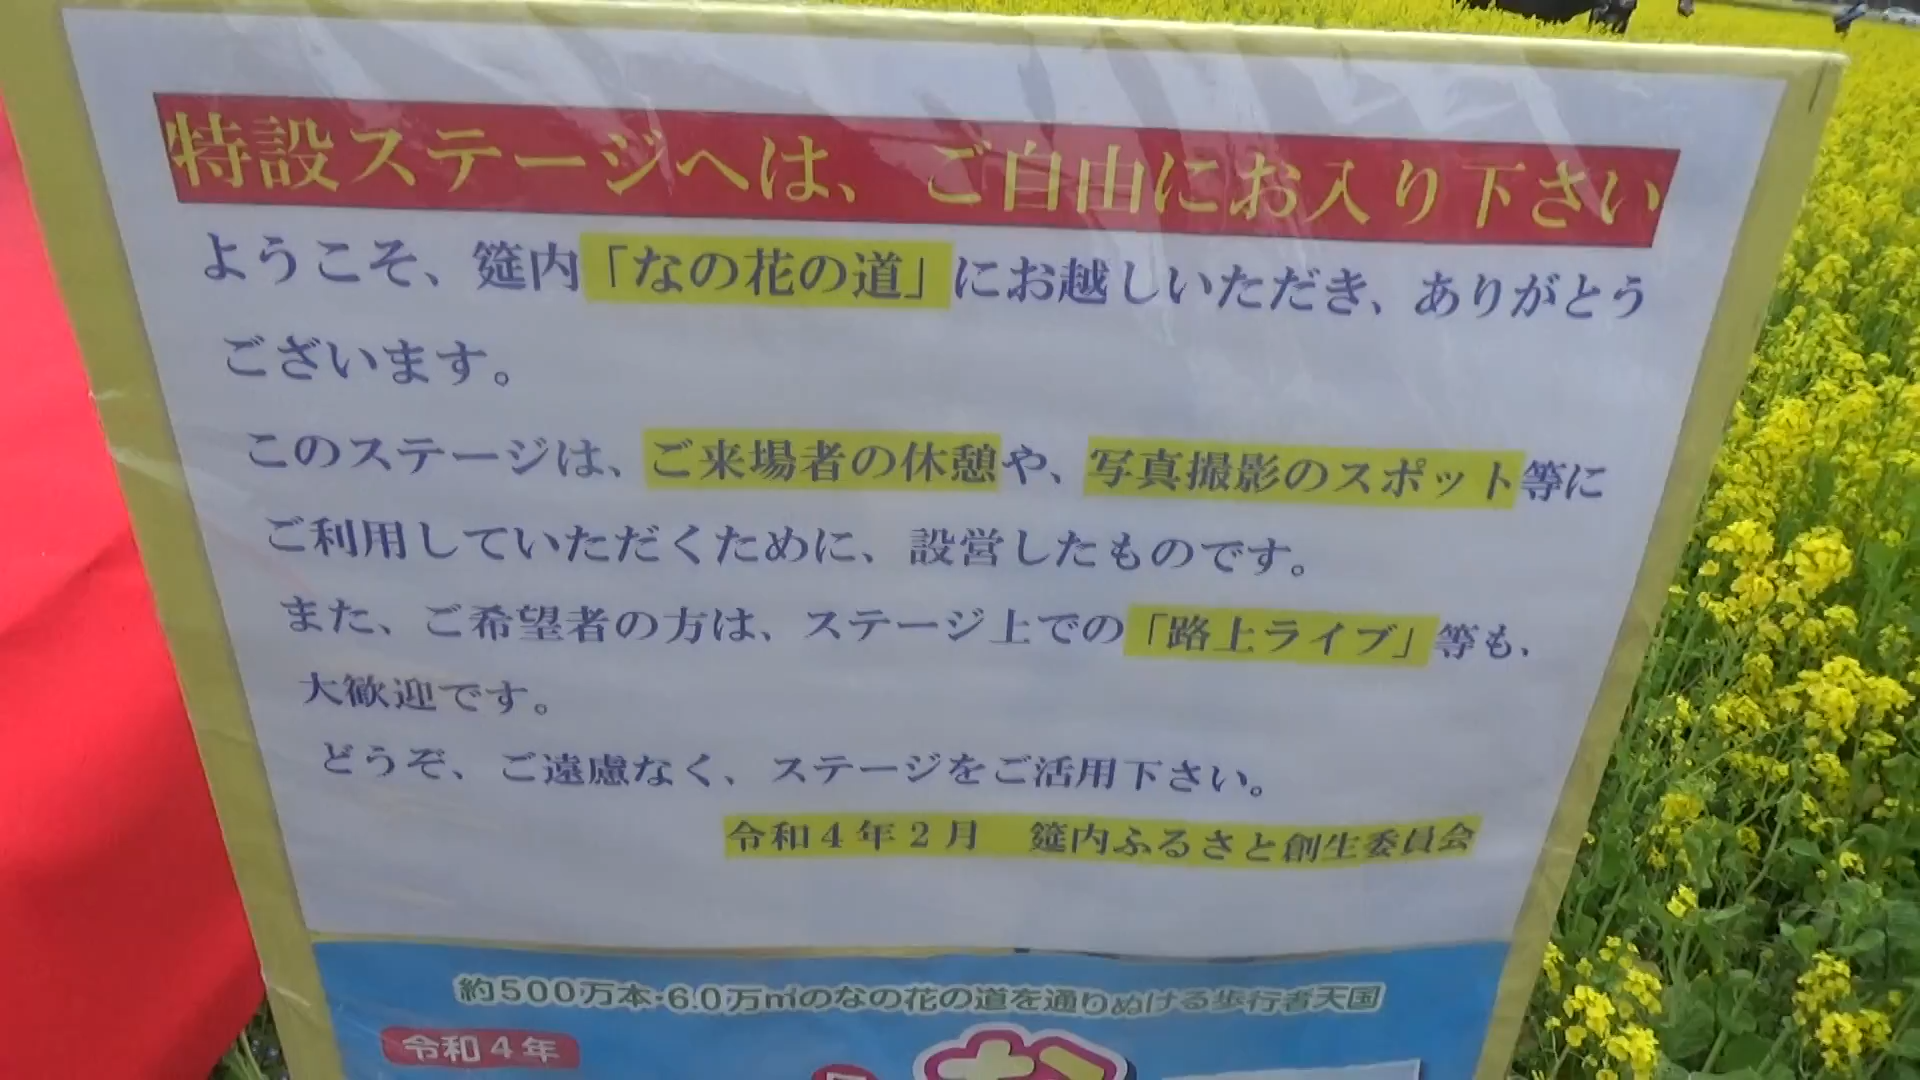 特設ステージへは、ご自由にお入り下さい
ようこそ、筵内「なの花の道」にお越しいただき、ありがとう
ございます。
このステージは、ご来場者の休憩や、写真撮影のスポット等に
ご利用していただくために、設営したものです。
また、ご希望者の方は、ステージ上での「路上ライブ」等も、
大歓迎です。
どうぞ、ご遠慮なく、ステージをご活用下さい。
令和4年2月　筵内ふるさと創生委員会
約500万本・6.0万㎡のなの花の道を通りぬける歩行者天国
令和4年